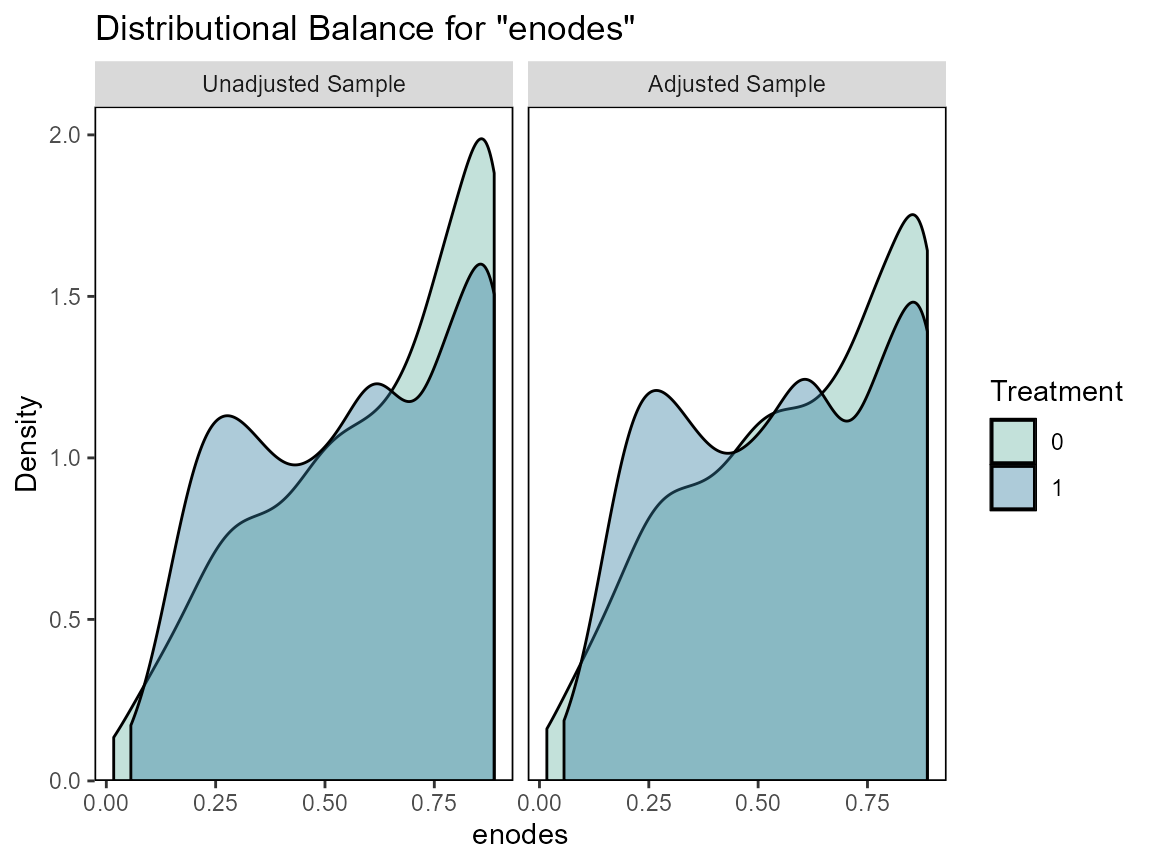 Distributional Balance for "enodes"
Unadjusted Sample
Adjusted Sample
2.0
1.5
1.0
0.5
0.0
Density
0.00
0.25
0.50
0.75
0.00
0.25
0.50
0.75
enodes
Treatment
0
1